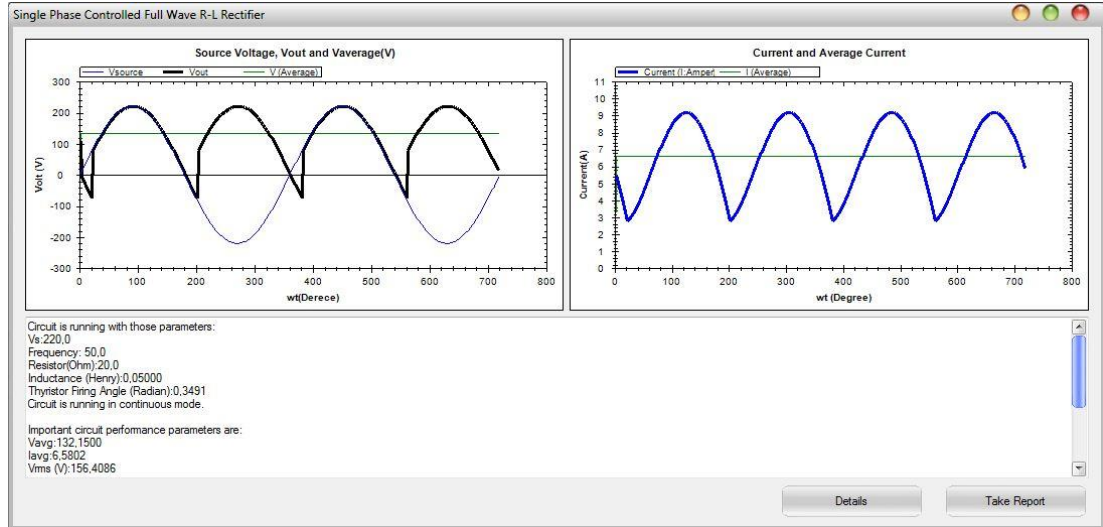 Single Phase Controlled Full Wave R-L Rectifier
Source Voltage, Vout and Vaverage(V)
Vsource Vout V (Average)
300
200
100
0
-100
-200
-300
Volt (V)
0 100 200 300 400 500 600 700 800
wt(Derece)
Current and Average Current
Current (I:Ampert I (Average)
11
10
9
8
7
6
5
4
3
2
1
0
Current(A)
0 100 200 300 400 500 600 700 800
wt (Degree)
Circuit is running with those parameters:
Vs:220,0
Frequency: 50,0
Resistor(Ohm):20,0
Inductance (Henry):0,05000
Thyristor Firing Angle (Radian):0,3491
Circuit is running in continuous mode.
Important circuit performance parameters are:
Vavg:132,1500
Iavg:6,5802
Vrms (V):156,4086
Details Take Report